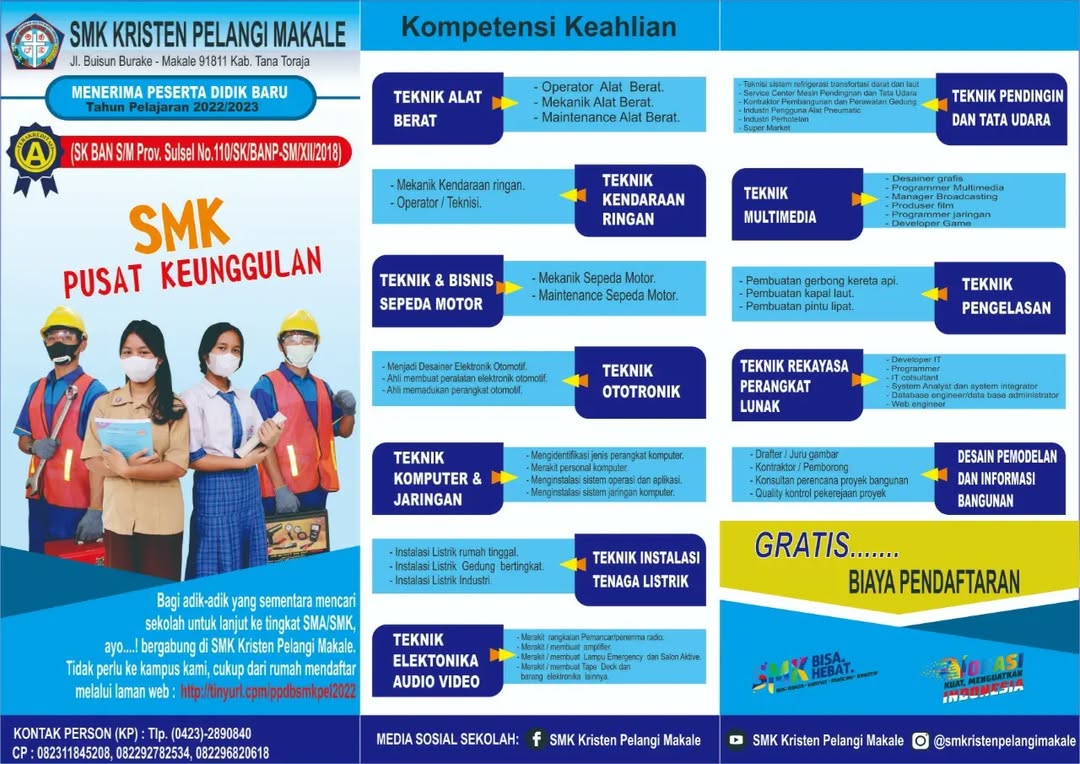 SMK KRISTEN PELANGI MAKALE
Jl. Buisun Burake - Makale 91811 Kab. Tana Toraja
MENERIMA PESERTA DIDIK BARU
Tahun Pelajaran 2022/2023
A
(SK BAN S/M Prov. Sulsel No.110/SK/BANP-SM/XII/2018)
SMK
PUSAT KEUNGGULAN
Bagi adik-adik yang sementara mencari
sekolah untuk lanjut ke tingkat SMA/SMK,
ayo....! bergabung di SMK Kristen Pelangi Makale.
Tidak perlu ke kampus kami, cukup dari rumah mendaftar
melalui laman web : http://tinyurl.cpm/ppdbsmkpel2022
KONTAK PERSON (KP) : Tlp. (0423)-2890840
CP : 082311845208, 082292782534, 082296820618
Kompetensi Keahlian
TEKNIK ALAT
BERAT
- Operator Alat Berat.
- Mekanik Alat Berat.
- Maintenance Alat Berat.
- Mekanik Kendaraan ringan.
- Operator / Teknisi.
TEKNIK
KENDARAAN
RINGAN
TEKNIK & BISNIS
SEPEDA MOTOR
- Mekanik Sepeda Motor.
- Maintenance Sepeda Motor.
- Menjadi Desainer Elektronik Otomotif.
- Ahli membuat peralatan elektronik otomotif.
- Ahli memadukan perangkat otomotif.
TEKNIK
OTOTRONIK
TEKNIK
KOMPUTER &
JARINGAN
- Mengidentifikasi jenis perangkat komputer.
- Merakit personal komputer.
- Menginstalasi sistem operasi dan aplikasi.
- Menginstalasi sistem jaringan komputer.
- Instalasi Listrik rumah tinggal.
- Instalasi Listrik Gedung bertingkat.
- Instalasi Listrik Industri.
TEKNIK INSTALASI
TENAGA LISTRIK
TEKNIK
ELEKTONIKA
AUDIO VIDEO
- Merakit rangkaian Pemancar/penerima radio.
- Merakit / membuat amplifier.
- Merakit / membuat Lampu Emergency dan Salon Aktive.
- Merakit / membuat Tape Deck dan
barang elektronika lainnya.
MEDIA SOSIAL SEKOLAH: f SMK Kristen Pelangi Makale
- Teknisi sistem refrigerasi transfortasi darat dan laut
- Service Center Mesin Pendingnan dan Tata Udara
- Kontraktor Pembangunan dan Perawatan Gedung
- Industri Pengguna Alat Pneumatic
- Industri Perhotelan
- Super Market
TEKNIK PENDINGIN
DAN TATA UDARA
TEKNIK
MULTIMEDIA
- Desainer grafis
- Programmer Multimedia
- Manager Broadcasting
- Produser film
- Programmer jaringan
- Developer Game
- Pembuatan gerbong kereta api.
- Pembuatan kapal laut.
- Pembuatan pintu lipat.
TEKNIK
PENGELASAN
TEKNIK REKAYASA
PERANGKAT
LUNAK
- Developer IT
- Programmer
- IT colsultant
- System Analyst dan system integrator
- Database engineer/data base administrator
- Web engineer
- Drafter / Juru gambar
- Kontraktor / Pemborong
- Konsultan perencana proyek bangunan
- Quality kontrol pekerejaan proyek
DESAIN PEMODELAN
DAN INFORMASI
BANGUNAN
GRATIS.......
BIAYA PENDAFTARAN
SMK BISA.
HEBAT.
VOKASI
KUAT, MENGUATKAN
INDONESIA
SMK Kristen Pelangi Makale @smkristenpelangimakale